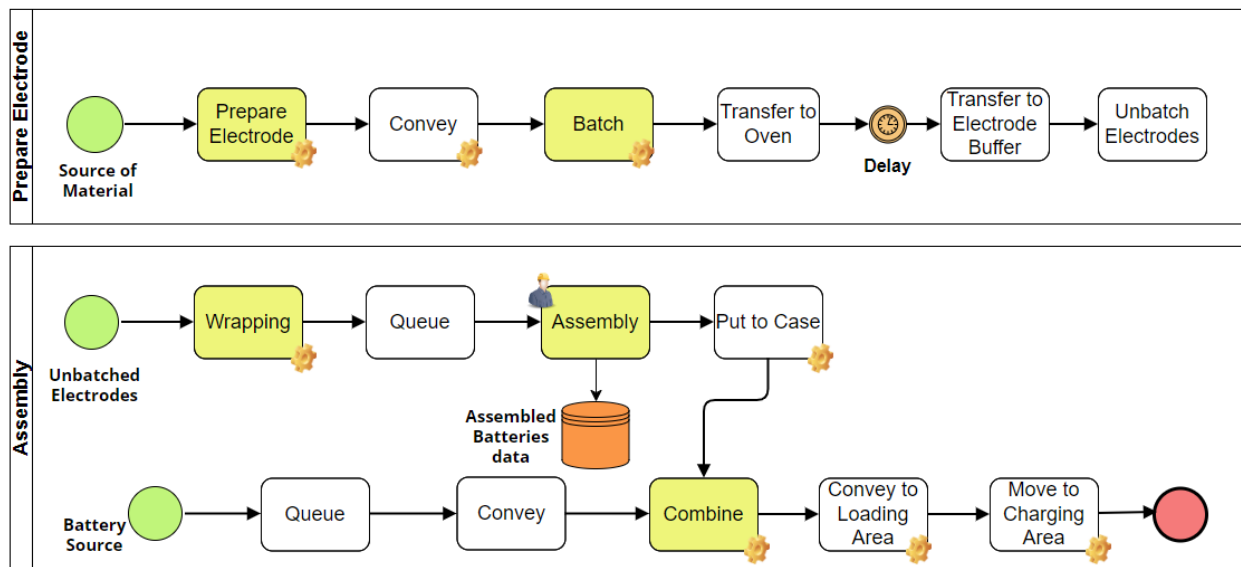 Prepare Electrode
Prepare
Electrode
Convey
Batch
Transfer to
Oven
Transfer to
Electrode
Buffer
Unbatch
Electrodes
Delay
Source of
Material
Assembly
Wrapping
Queue
Assembly
Put to Case
Unbatched
Electrodes
Assembled
Batteries
data
Battery
Source
Queue
Convey
Combine
Convey to
Loading
Area
Move to
Charging
Area